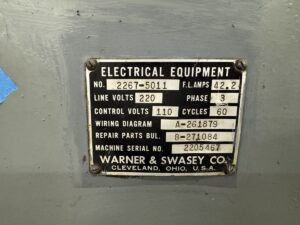 ELECTRICAL EQUIPMENT
NO. 2267-5011 F.L. AMPS 42.2
LINE VOLTS 220 PHASE 3
CONTROL VOLTS 110 CYCLES 60
WIRING DIAGRAM A-261879
REPAIR PARTS BUL. B-271084
MACHINE SERIAL NO. 2205467
WARNER & SWASEY CO.
CLEVELAND, OHIO, U.S.A.